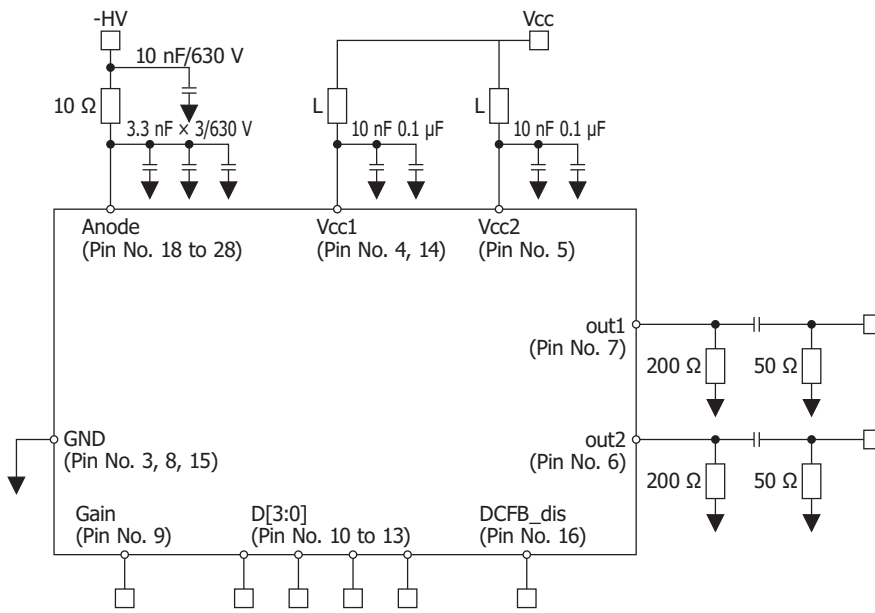 -HV
Vcc
10 nF/630 V
10 Ω
L
L
3.3 nF × 3/630 V
10 nF 0.1 µF
10 nF 0.1 µF
Anode
(Pin No. 18 to 28)
Vcc1
(Pin No. 4, 14)
Vcc2
(Pin No. 5)
out1
(Pin No. 7)
200 Ω
50 Ω
GND
(Pin No. 3, 8, 15)
out2
(Pin No. 6)
200 Ω
50 Ω
Gain
(Pin No. 9)
D[3:0]
(Pin No. 10 to 13)
DCFB_dis
(Pin No. 16)